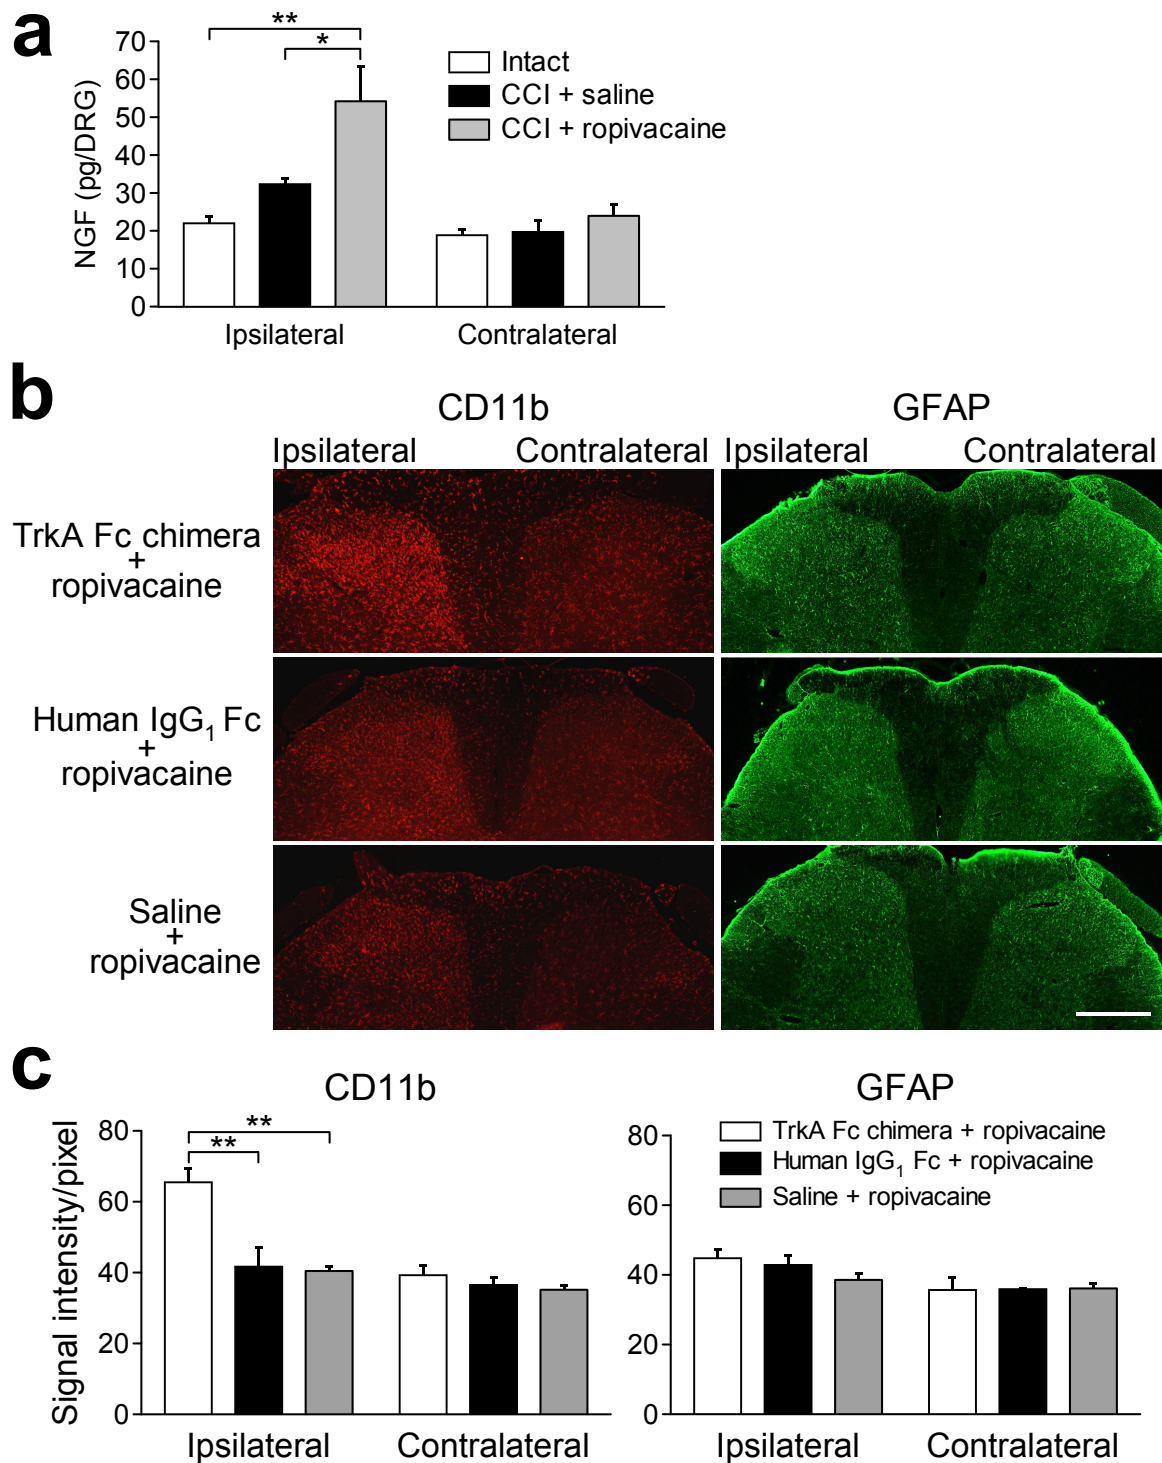 a
**
*
70
60
50
40
30
20
10
0
NGF (pg/DRG)
Intact
CCI + saline
CCI + ropivacaine
Ipsilateral Contralateral
b
CD11b GFAP
Ipsilateral Contralateral Ipsilateral Contralateral
TrkA Fc chimera
+
ropivacaine
Human IgG₁ Fc
+
ropivacaine
Saline
+
ropivacaine
c
CD11b
Signal intensity/pixel
80
60
40
20
0
**
**
Ipsilateral Contralateral
GFAP
80
60
40
20
0
TrkA Fc chimera + ropivacaine
Human IgG₁ Fc + ropivacaine
Saline + ropivacaine
Ipsilateral Contralateral